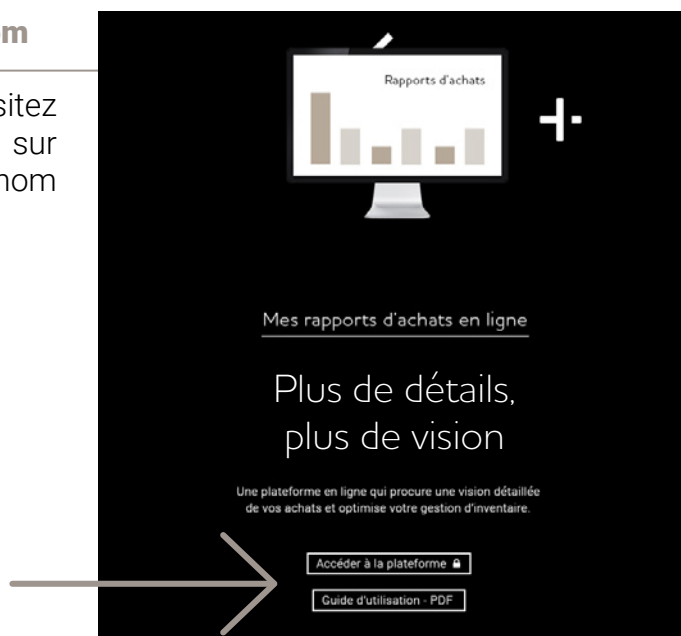 m
sitez
sur
nom
Rapports d'achats
Mes rapports d'achats en ligne
Plus de détails,
plus de vision
Une plateforme en ligne qui procure une vision détaillée
de vos achats et optimise votre gestion d'inventaire.
Accéder à la plateforme
Guide d'utilisation - PDF